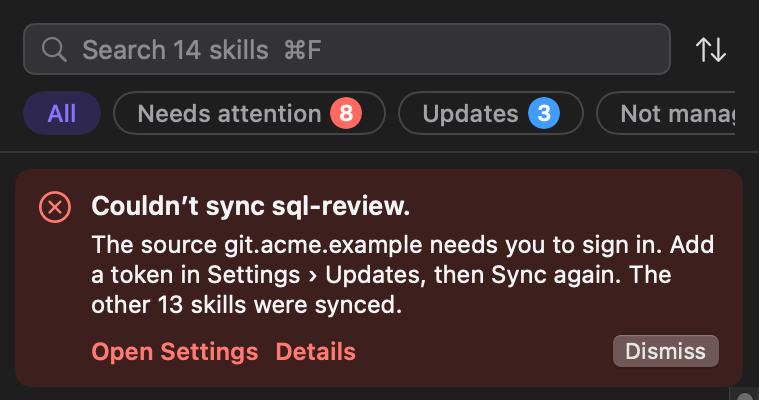 Search 14 skills ⌘F
All Needs attention 8 Updates 3 Not
Couldn’t sync sql-review.
The source git.acme.example needs you to sign in. Add
a token in Settings › Updates, then Sync again. The
other 13 skills were synced.
Open Settings Details Dismiss